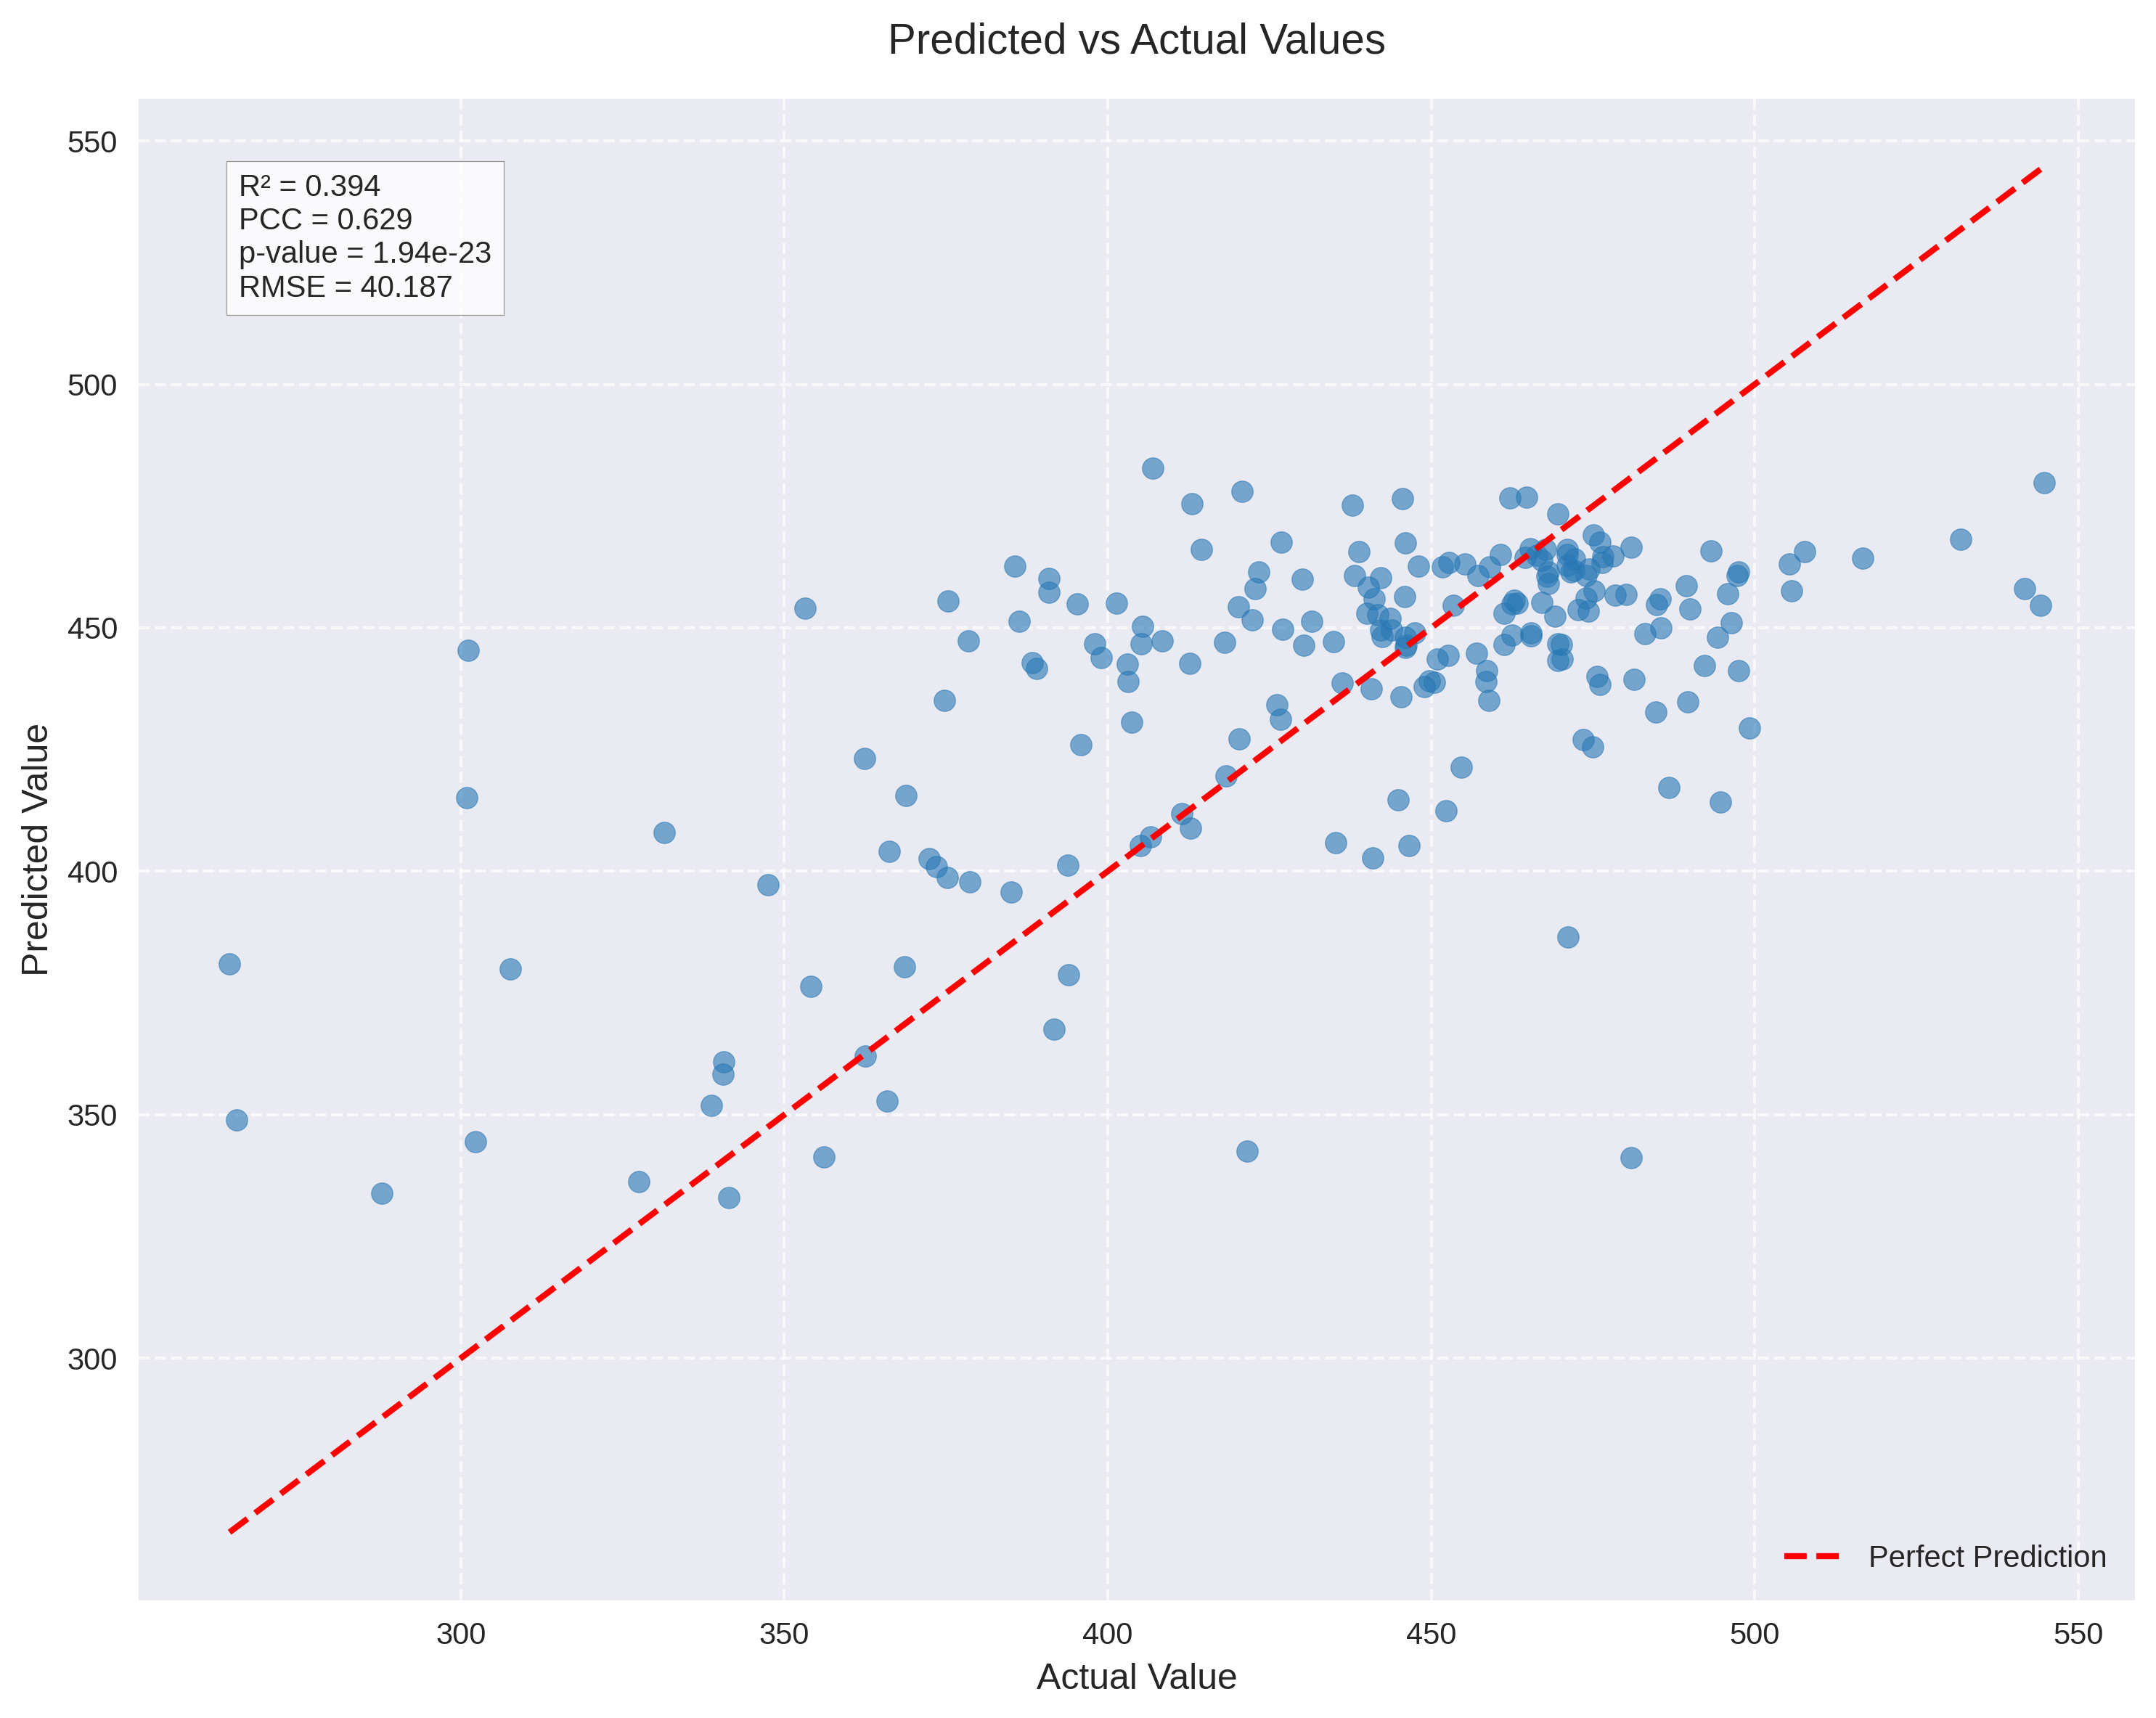 Predicted vs Actual Values
550
500
450
400
350
300
R² = 0.394
PCC = 0.629
p-value = 1.94e-23
RMSE = 40.187
Predicted Value
Perfect Prediction
300 350 400 450 500 550
Actual Value